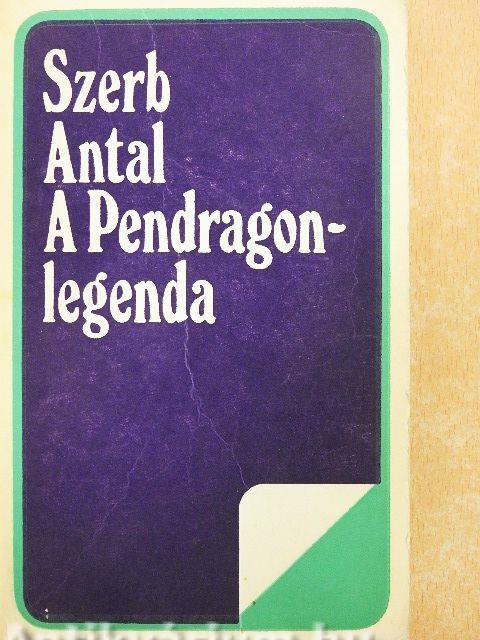 Szerb
Antal
A Pendragon-
legenda